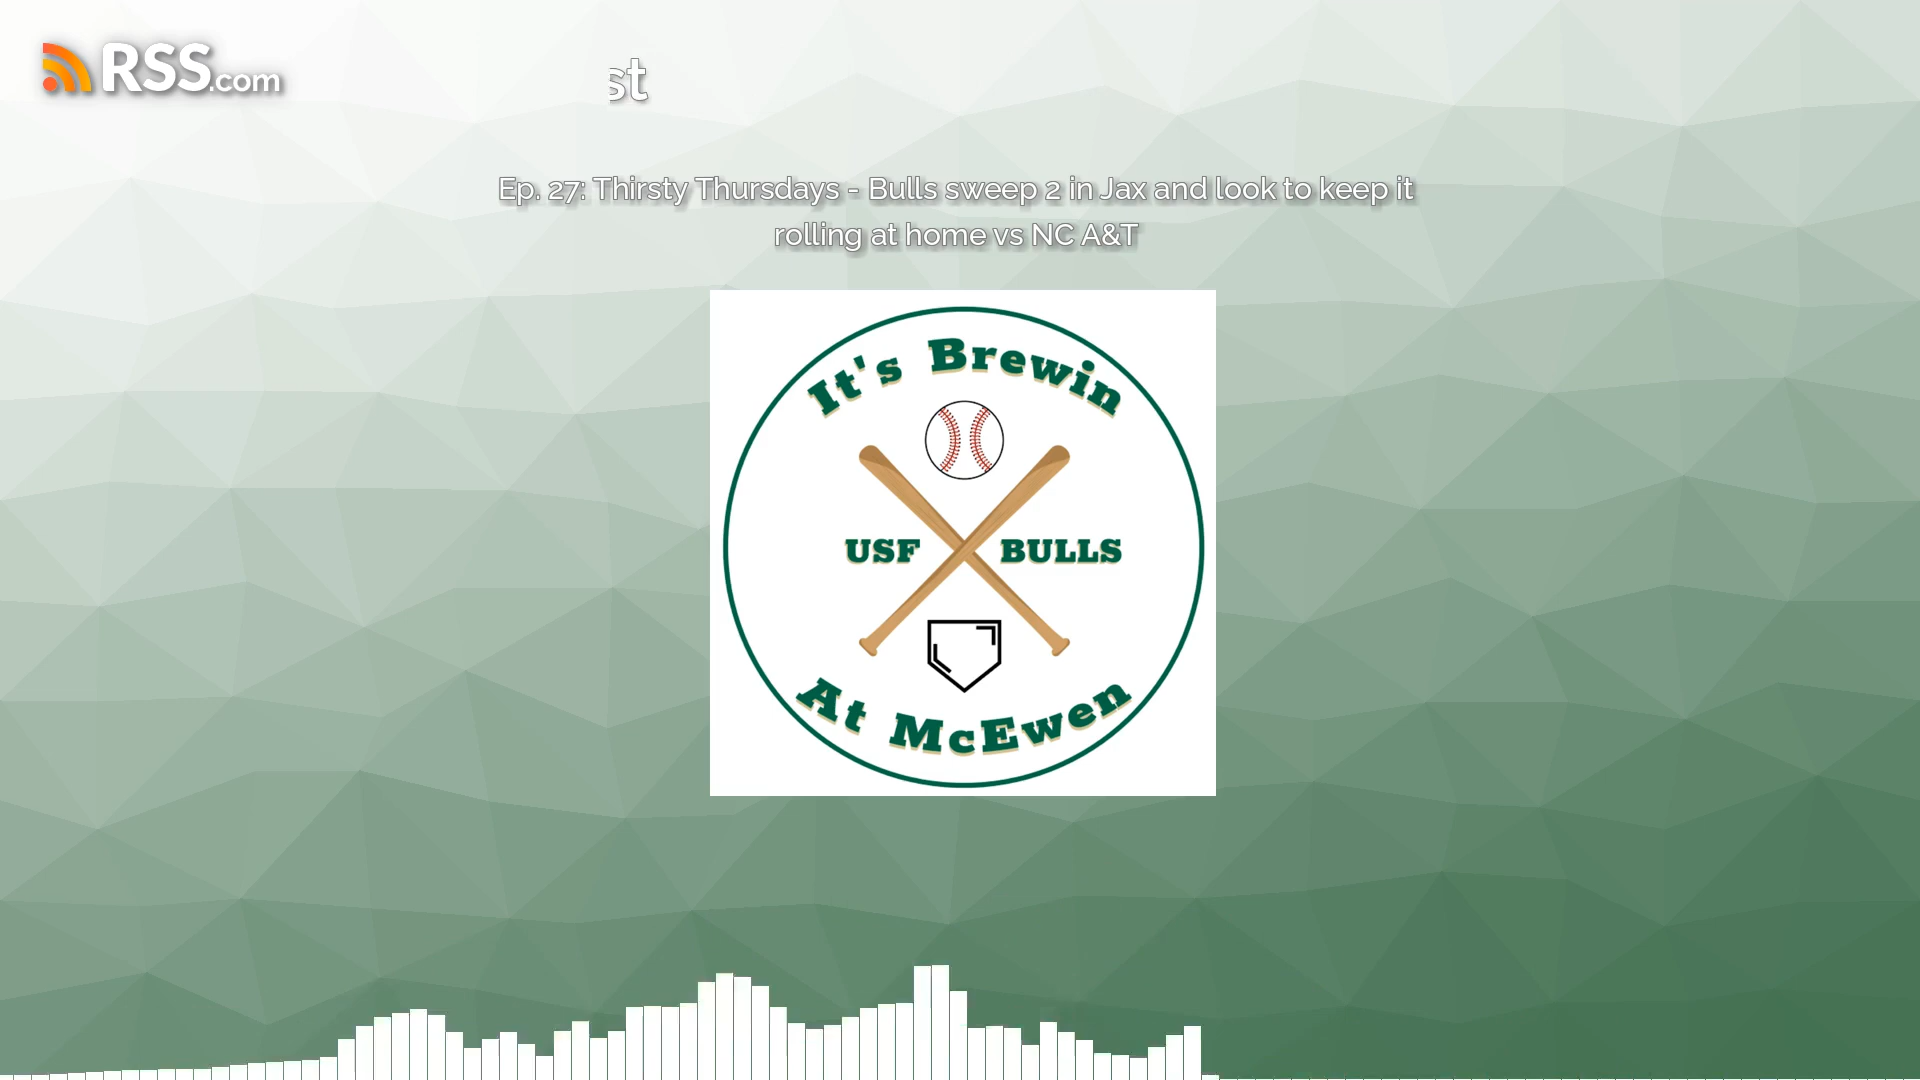 RSS.com
st
Ep. 27: Thirsty Thursdays - Bulls sweep 2 in Jax and look to keep it
rolling at home vs NC A&T
It's Brewin
USF BULLS
At McEwen